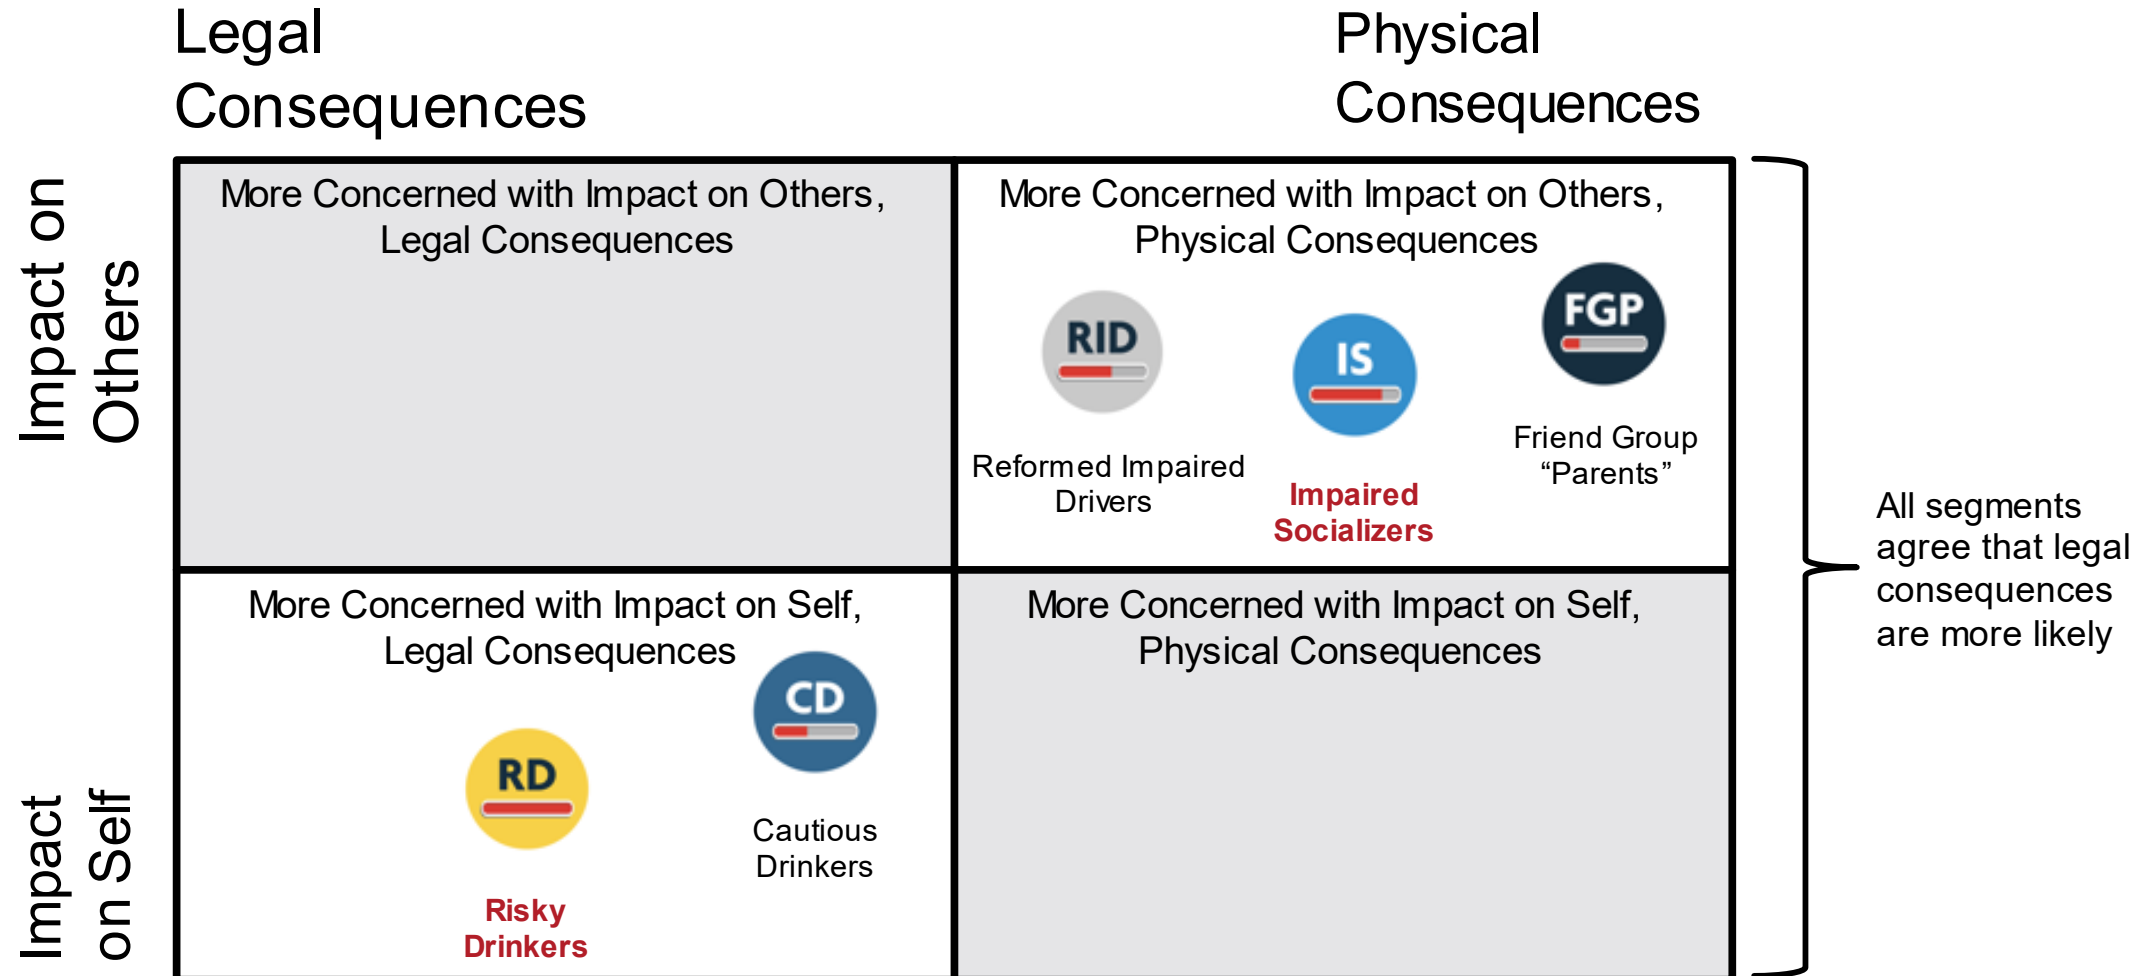 Legal
Consequences
Physical
Consequences
Impact on
Others
More Concerned with Impact on Others,
Legal Consequences
More Concerned with Impact on Others,
Physical Consequences
RID
Reformed Impaired
Drivers
IS
Impaired
Socializers
FGP
Friend Group
“Parents”
All segments
agree that legal
consequences
are more likely
Impact
on Self
More Concerned with Impact on Self,
Legal Consequences
RD
Risky
Drinkers
CD
Cautious
Drinkers
More Concerned with Impact on Self,
Physical Consequences